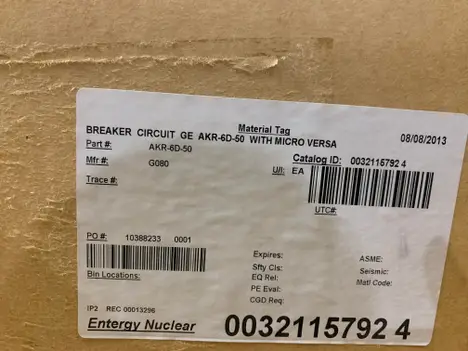 Material Tag
BREAKER CIRCUIT GE AKR-6D-50 WITH MICRO VERSA
08/08/2013
Part #: AKR-6D-50
Mfr #: G080
Catalog ID: 0032115792 4
U/I: EA
Trace #:
UTC#:
PO #: 10388233 0001
Bin Locations:
Expires:
Sfty Cls:
EQ Rel:
PE Eval:
CGD Req:
ASME:
Seismic:
Matl Code:
IP2 REC 00013296
Entergy Nuclear
0032115792 4